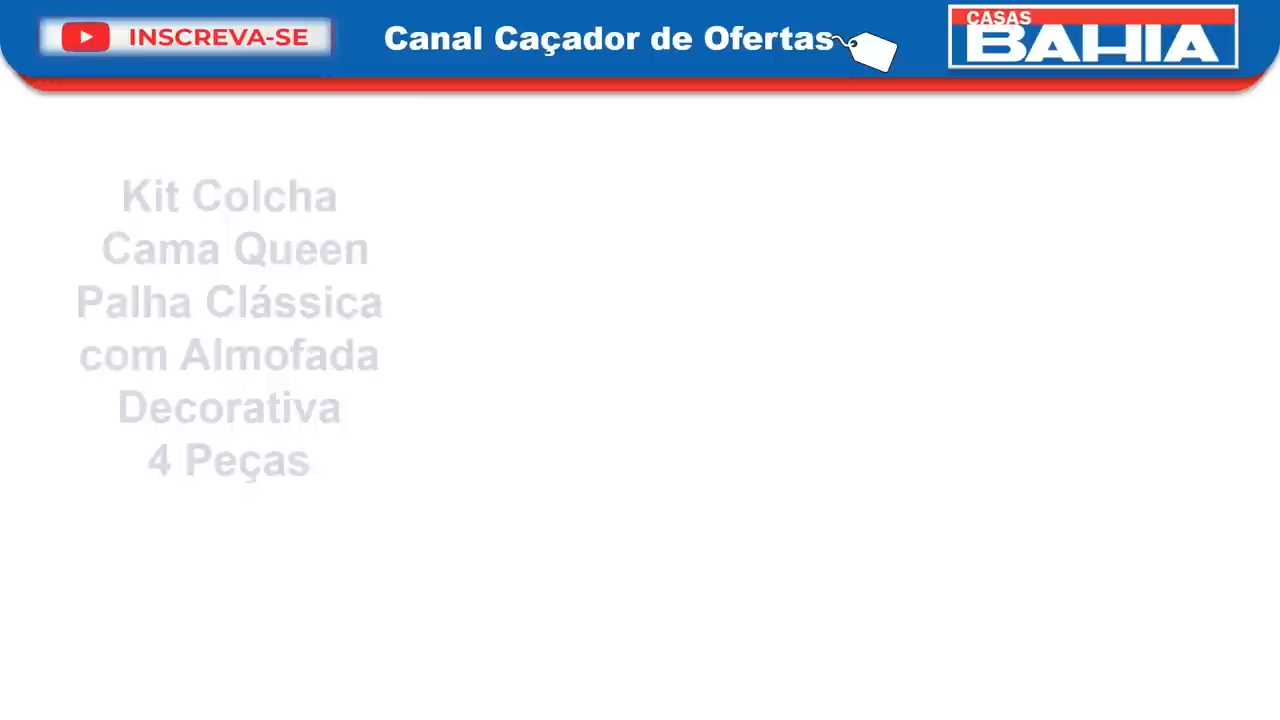 INSCREVA-SE
Canal Caçador de Ofertas
CASAS
BAHIA
Kit Colcha
Cama Queen
Palha Clássica
com Almofada
Decorativa
4 Peças